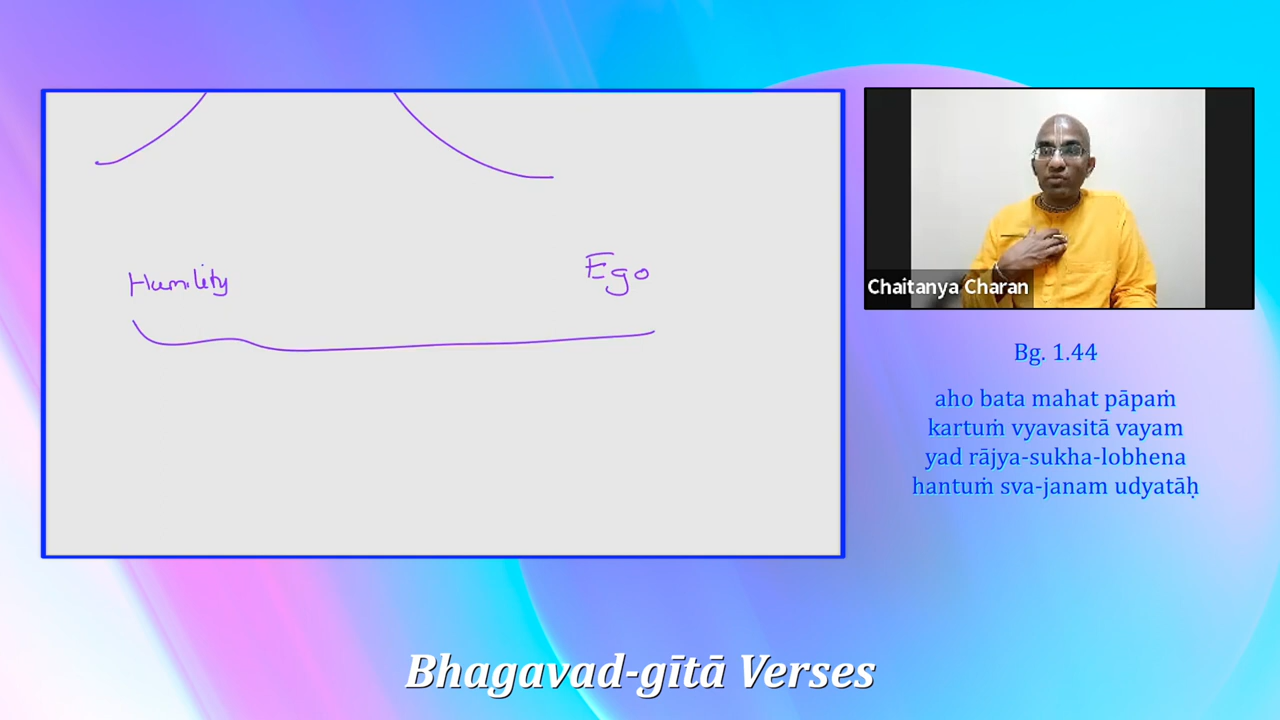 Humility
Ego
Chaitanya Charan
Bg. 1.44
aho bata mahat pāpaṁ
kartuṁ vyavasitā vayam
yad rājya-sukha-lobhena
hantuṁ sva-janam udyatāḥ
Bhagavad-gītā Verses